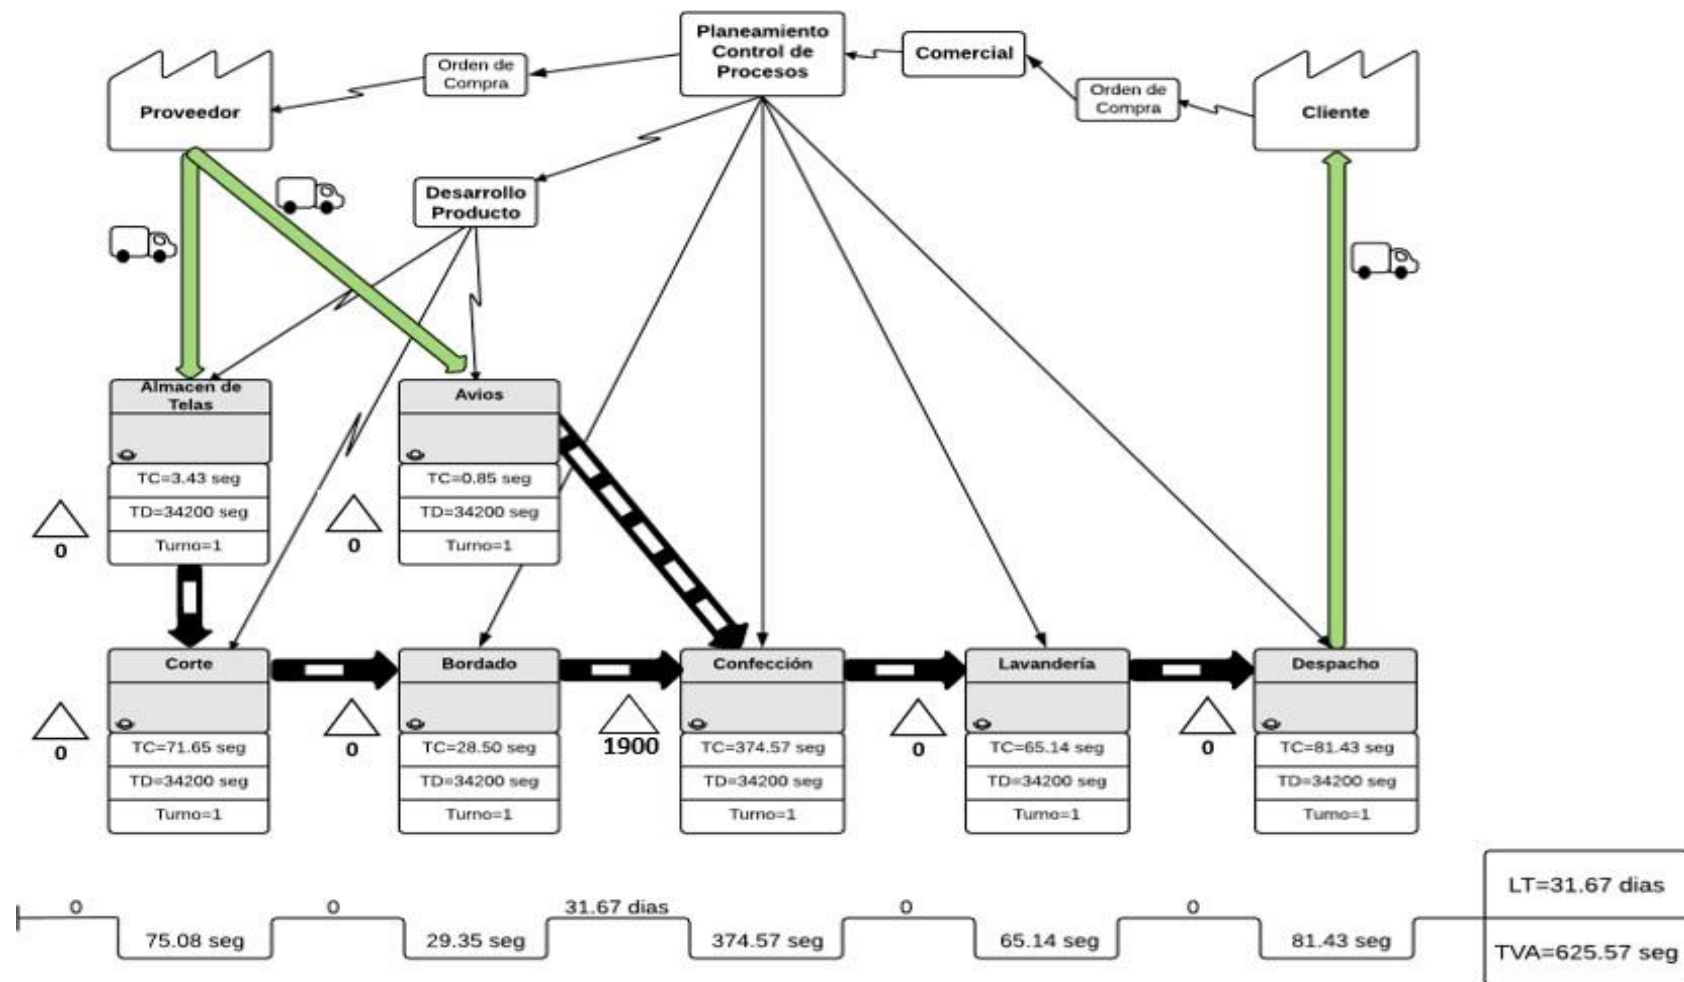 Planeamiento
Control de
Procesos
Comercial
Orden de
Compra
Orden de
Compra
Proveedor
Cliente
Desarrollo
Producto
Almacen de
Telas
TC=3.43 seg
TD=34200 seg
Turno=1
0
Avios
TC=0.85 seg
TD=34200 seg
Turno=1
0
Corte
TC=71.65 seg
TD=34200 seg
Turno=1
0
Bordado
TC=28.50 seg
TD=34200 seg
Turno=1
0
Confección
TC=374.57 seg
TD=34200 seg
Turno=1
1900
Lavandería
TC=65.14 seg
TD=34200 seg
Turno=1
0
Despacho
TC=81.43 seg
TD=34200 seg
Turno=1
0
0
0
31.67 dias
0
0
75.08 seg
29.35 seg
374.57 seg
65.14 seg
81.43 seg
LT=31.67 dias
TVA=625.57 seg